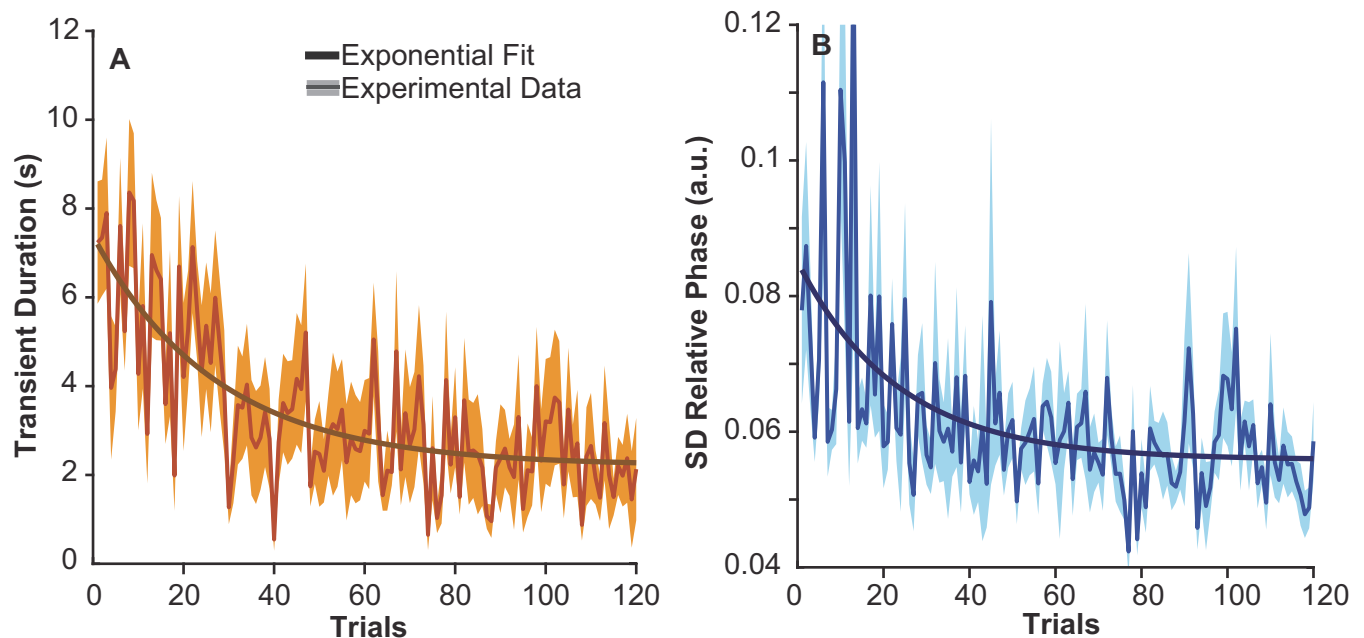 A
Exponential Fit
Experimental Data
12
10
8
6
4
2
0
Transient Duration (s)
0 20 40 60 80 100 120
Trials
B
0.12
0.1
0.08
0.06
0.04
SD Relative Phase (a.u.)
0 20 40 60 80 100 120
Trials